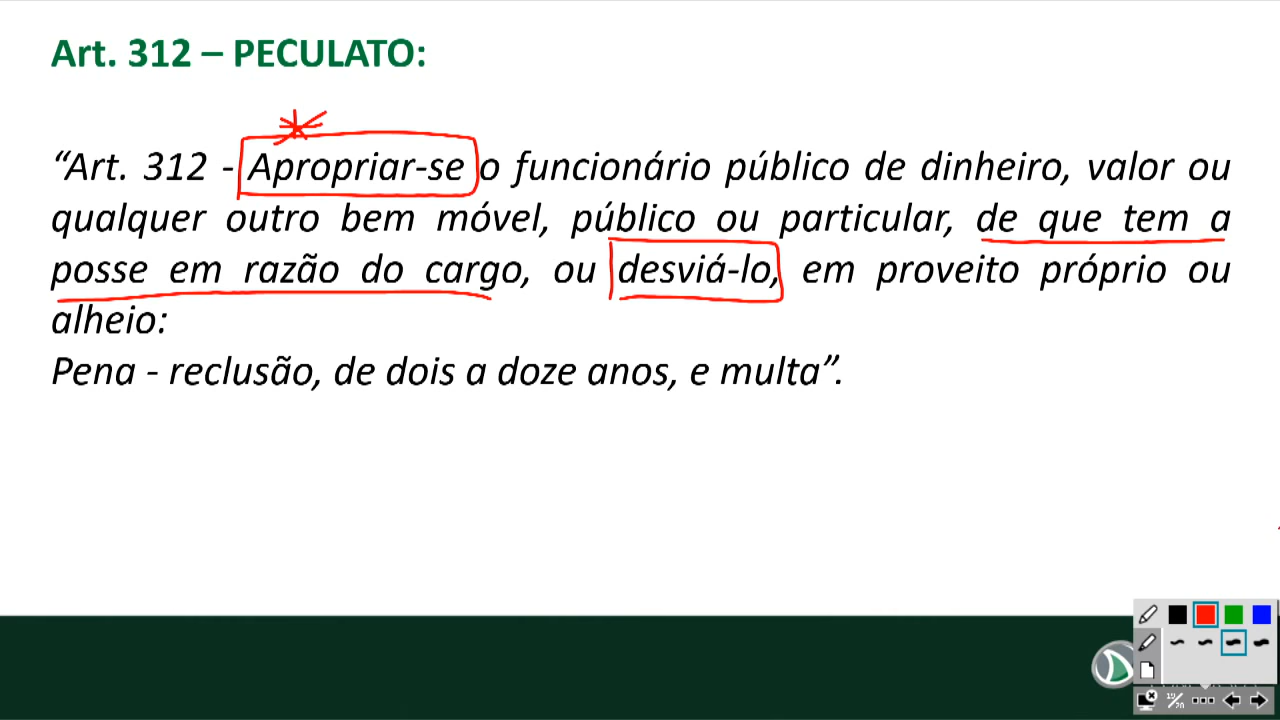 Art. 312 – PECULATO:
“Art. 312 - Apropriar-se o funcionário público de dinheiro, valor ou
qualquer outro bem móvel, público ou particular, de que tem a
posse em razão do cargo, ou desviá-lo, em proveito próprio ou
alheio:
Pena - reclusão, de dois a doze anos, e multa”.